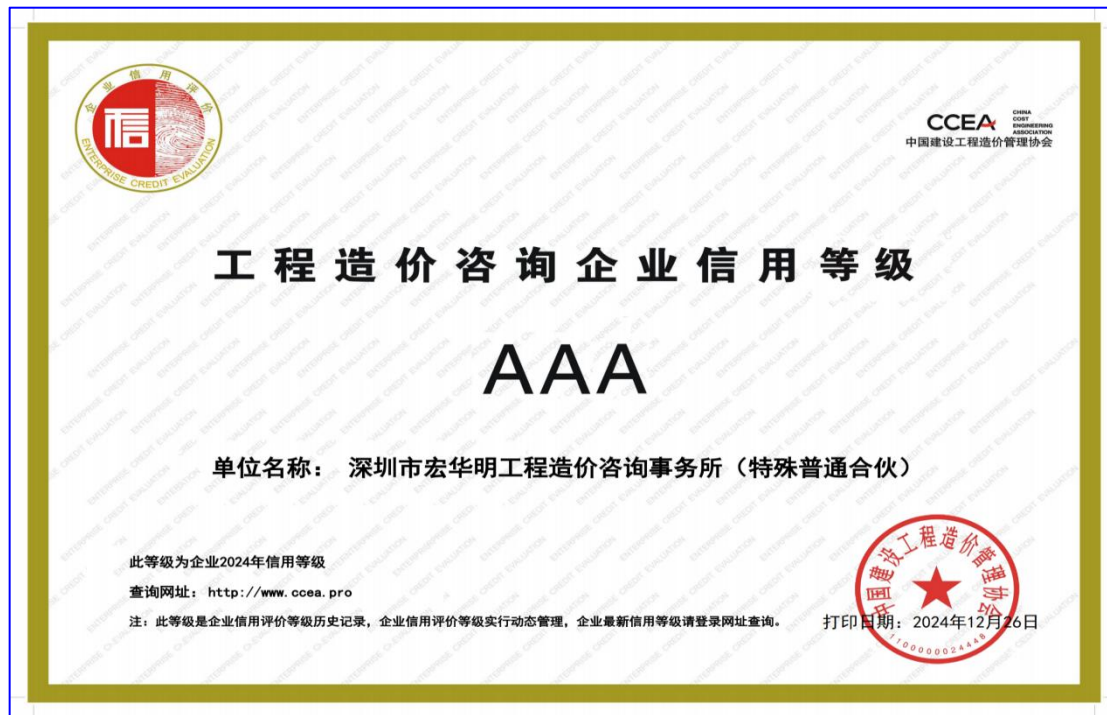 企业信用评价
ENTERPRISE CREDIT EVALUATION
信
CCEA
CHINA
COST
ENGINEERING
ASSOCIATION
中国建设工程造价管理协会
工程造价咨询企业信用等级
AAA
单位名称： 深圳市宏华明工程造价咨询事务所（特殊普通合伙）
此等级为企业2024年信用等级
查询网址：http://www.ccea.pro
注：此等级是企业信用评价等级历史记录，企业信用评价等级实行动态管理，企业最新信用等级请登录网址查询。
打印日期：2024年12月26日
中国建设工程造价管理协会
1100000024448